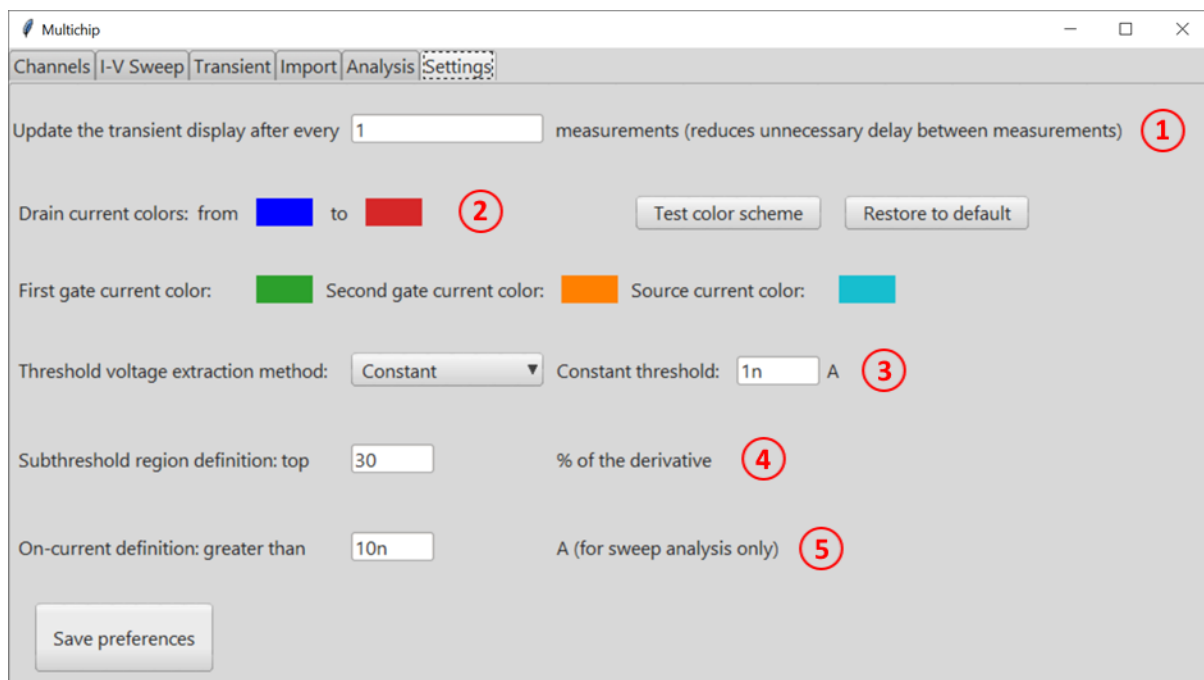 Multichip
Channels I-V Sweep Transient Import Analysis Settings
Update the transient display after every 1 measurements (reduces unnecessary delay between measurements) 1
Drain current colors: from to 2 Test color scheme Restore to default
First gate current color: Second gate current color: Source current color:
Threshold voltage extraction method: Constant Constant threshold: 1n A 3
Subthreshold region definition: top 30 % of the derivative 4
On-current definition: greater than 10n A (for sweep analysis only) 5
Save preferences